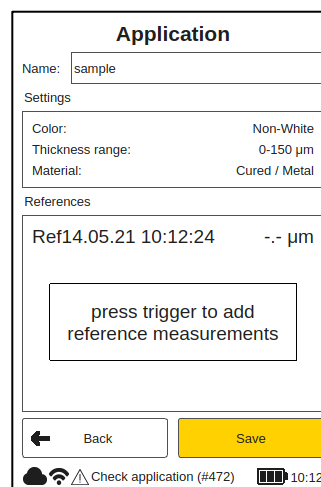 Application
Name: sample
Settings
Color: Non-White
Thickness range: 0-150 μm
Material: Cured / Metal
References
Ref14.05.21 10:12:24 -.- μm
press trigger to add
reference measurements
Back Save
Check application (#472) 10:12